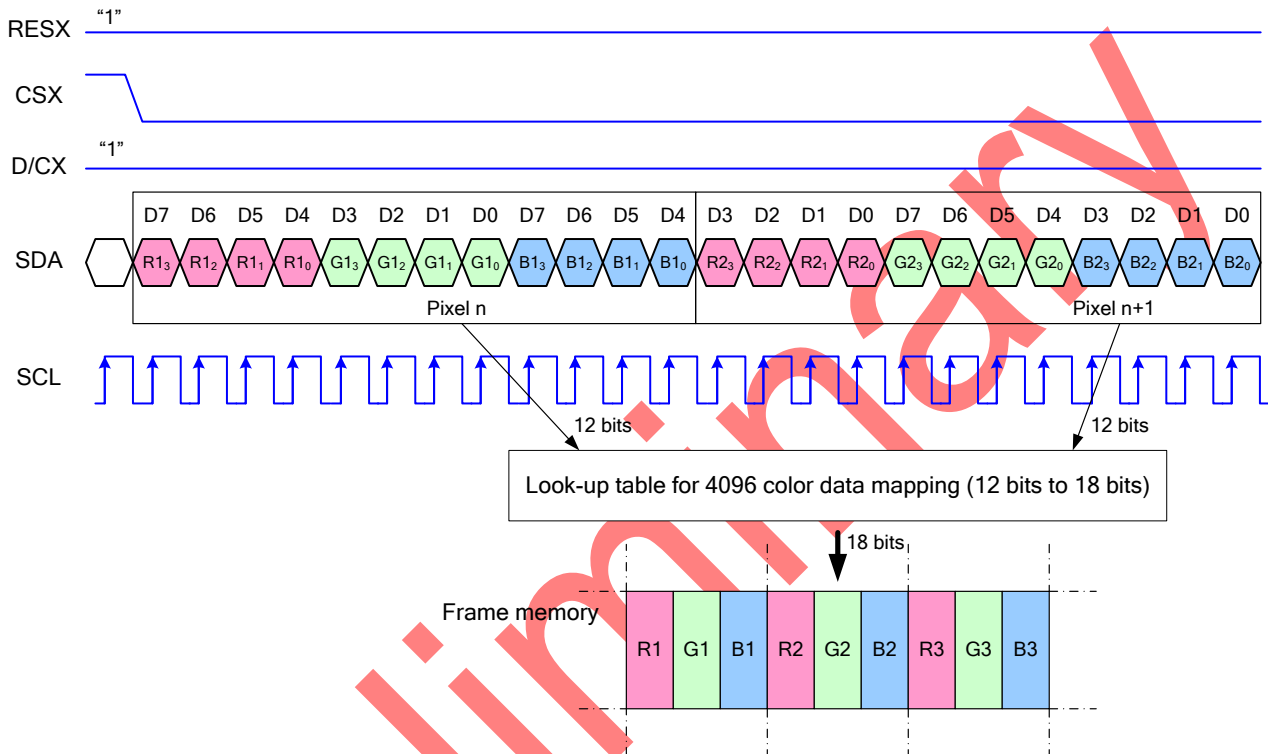 RESX "1"
CSX
D/CX "1"
D7 D6 D5 D4 D3 D2 D1 D0 D7 D6 D5 D4 D3 D2 D1 D0 D7 D6 D5 D4 D3 D2 D1 D0
SDA R1₃ R1₂ R1₁ R1₀ G1₃ G1₂ G1₁ G1₀ B1₃ B1₂ B1₁ B1₀ R2₃ R2₂ R2₁ R2₀ G2₃ G2₂ G2₁ G2₀ B2₃ B2₂ B2₁ B2₀
Pixel n Pixel n+1
SCL
12 bits 12 bits
Look-up table for 4096 color data mapping (12 bits to 18 bits)
18 bits
Frame memory
R1 G1 B1 R2 G2 B2 R3 G3 B3
liminary